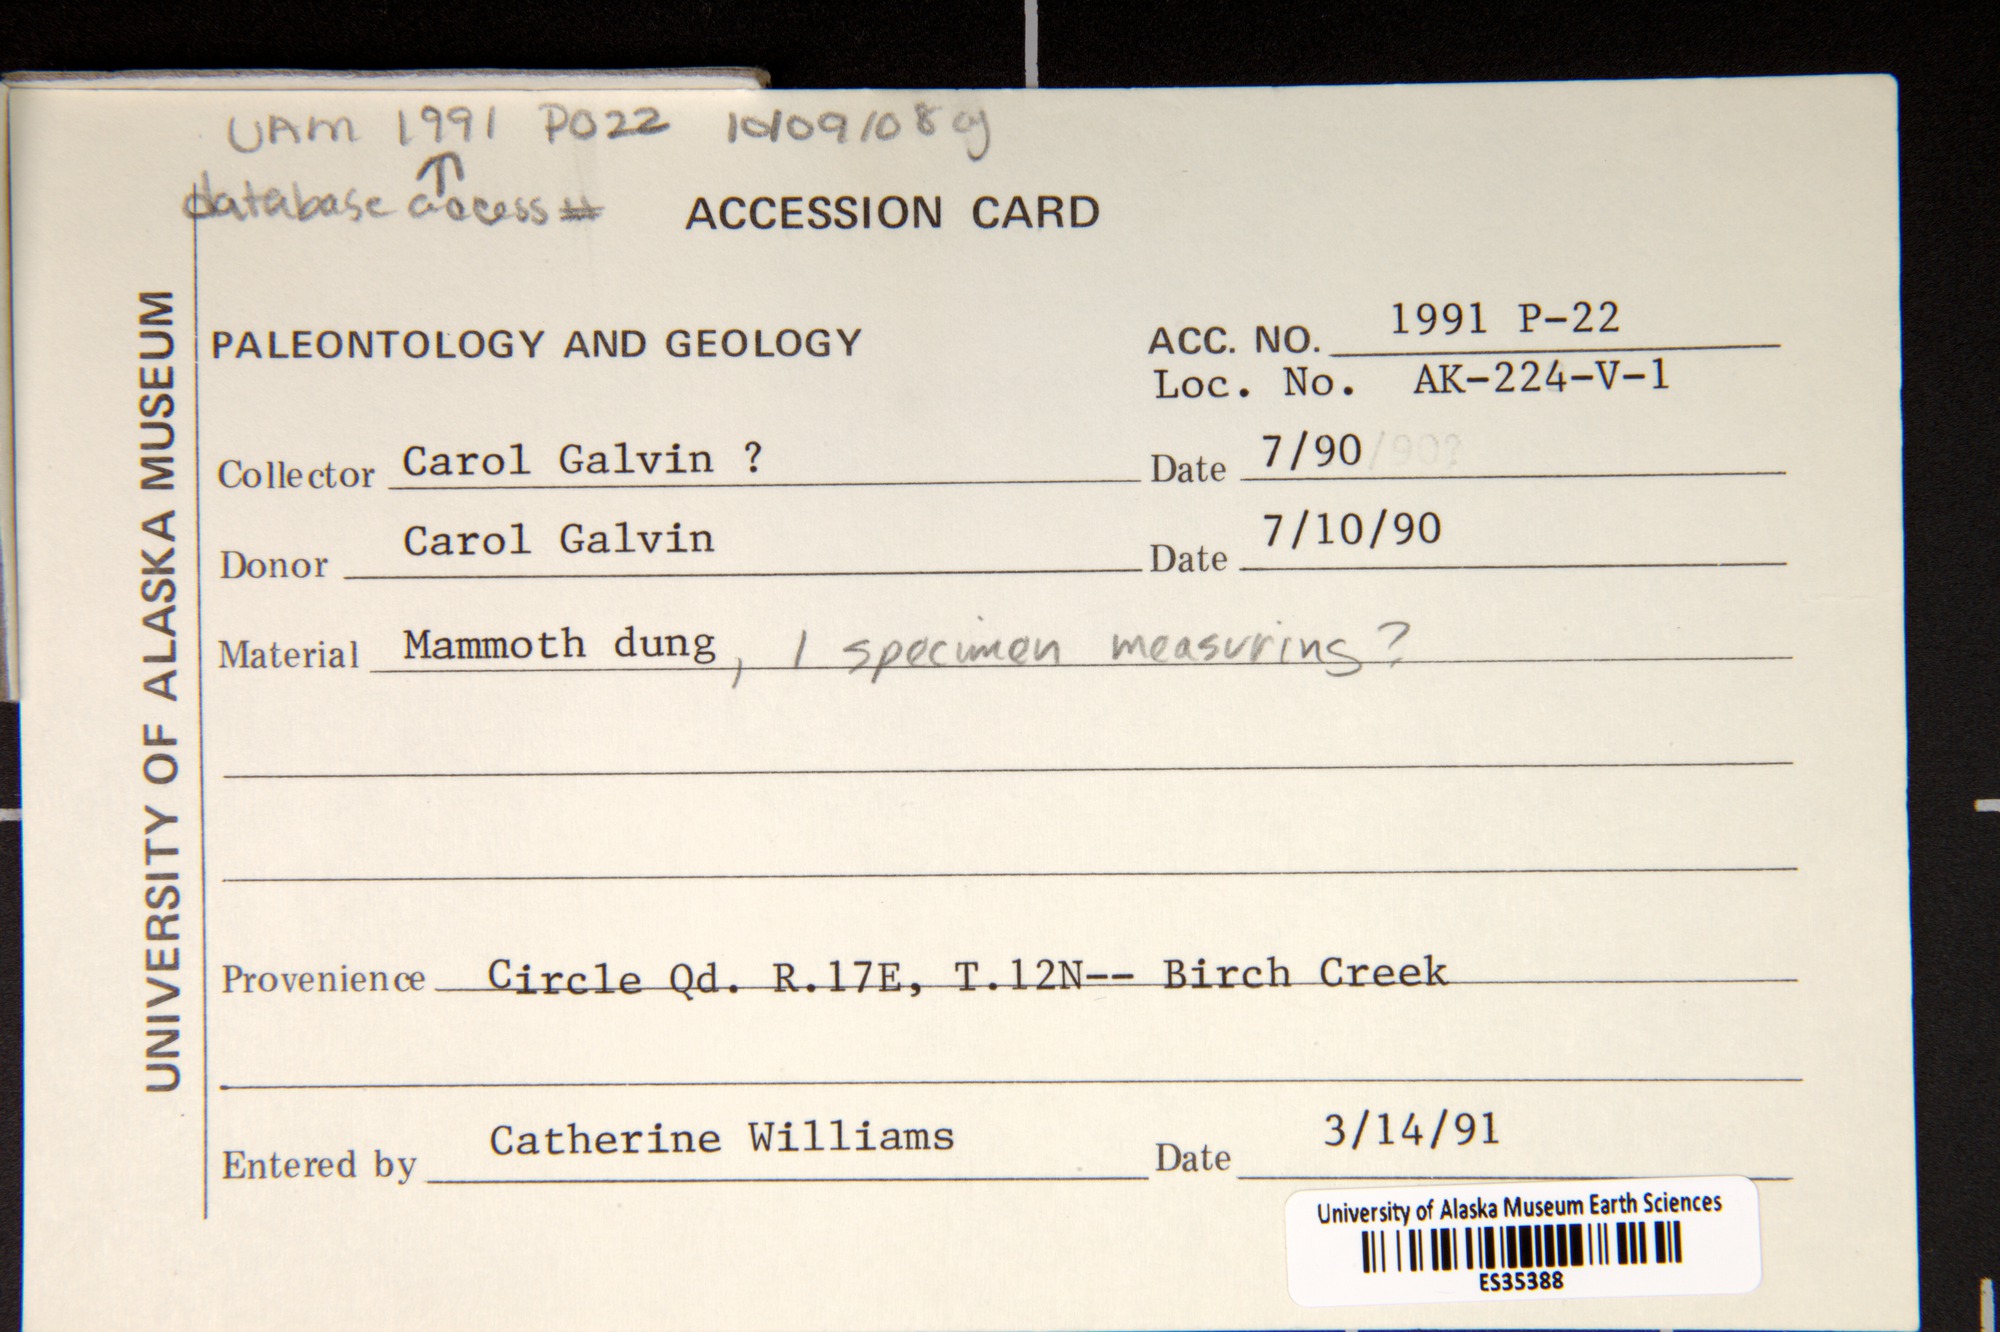 UAM 1991 P022 10/09/08 cg
database access #
ACCESSION CARD
UNIVERSITY OF ALASKA MUSEUM
PALEONTOLOGY AND GEOLOGY
ACC. NO. 1991 P-22
Loc. No. AK-224-V-1
Collector Carol Galvin ? Date 7/90 /90?
Donor Carol Galvin Date 7/10/90
Material Mammoth dung, 1 specimen measuring?
Provenience Circle Qd. R.17E, T.12N-- Birch Creek
Entered by Catherine Williams Date 3/14/91
University of Alaska Museum Earth Sciences
ES35388